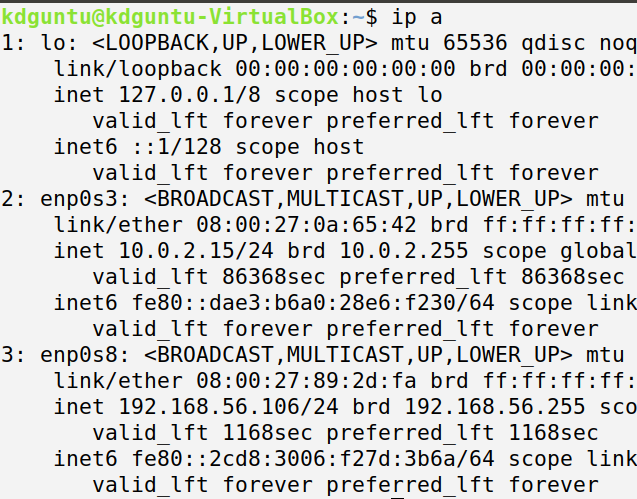 kdguntu@kdguntu-VirtualBox:~$ ip a
1: lo: <LOOPBACK,UP,LOWER_UP> mtu 65536 qdisc noq
link/loopback 00:00:00:00:00:00 brd 00:00:00:
inet 127.0.0.1/8 scope host lo
valid_lft forever preferred_lft forever
inet6 ::1/128 scope host
valid_lft forever preferred_lft forever
2: enp0s3: <BROADCAST,MULTICAST,UP,LOWER_UP> mtu
link/ether 08:00:27:0a:65:42 brd ff:ff:ff:ff:
inet 10.0.2.15/24 brd 10.0.2.255 scope global
valid_lft 86368sec preferred_lft 86368sec
inet6 fe80::dae3:b6a0:28e6:f230/64 scope link
valid_lft forever preferred_lft forever
3: enp0s8: <BROADCAST,MULTICAST,UP,LOWER_UP> mtu
link/ether 08:00:27:89:2d:fa brd ff:ff:ff:ff:
inet 192.168.56.106/24 brd 192.168.56.255 sco
valid_lft 1168sec preferred_lft 1168sec
inet6 fe80::2cd8:3006:f27d:3b6a/64 scope link
valid_lft forever preferred_lft forever